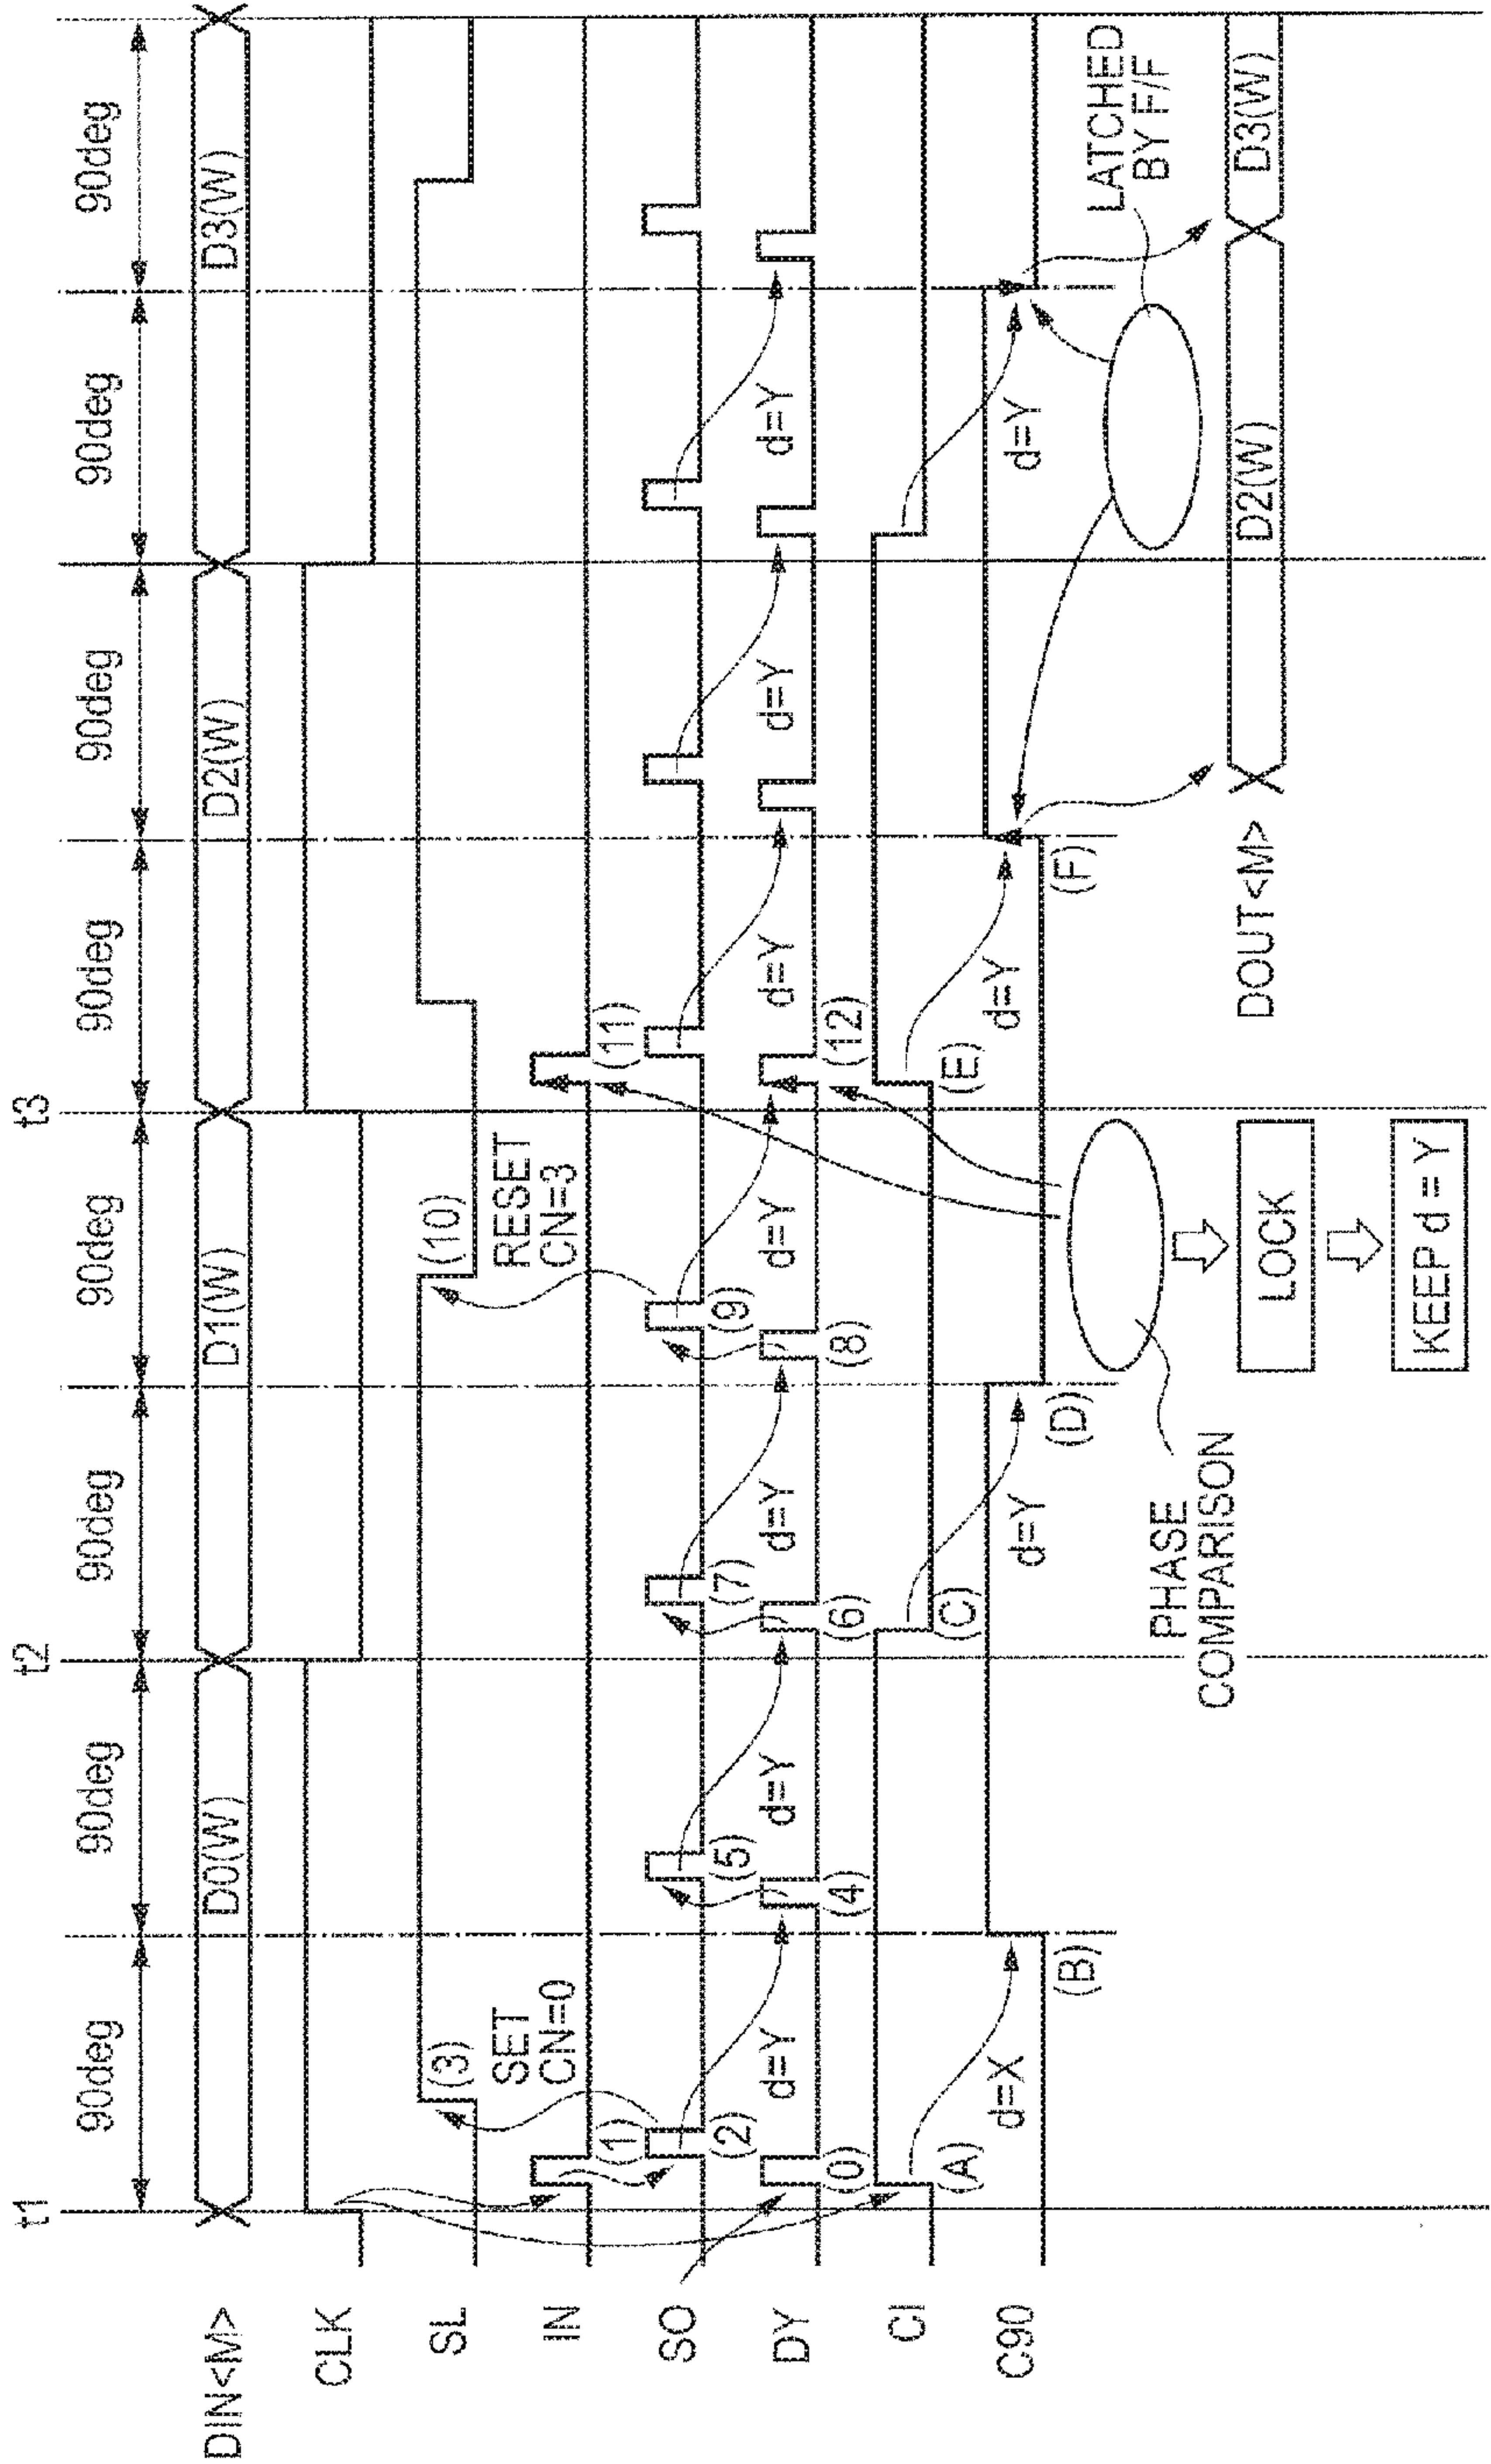 t1
t2
t3
90deg
90deg
90deg
90deg
90deg
90deg
90deg
90deg
DIN<M>
D0(W)
D1(W)
D2(W)
D3(W)
CLK
SL
(3)
(10)
SET
CN=0
RESET
CN=3
IN
(1)
(11)
SO
(2)
(5)
(7)
(9)
DY
(0)
d=Y
(4)
d=Y
(6)
d=Y
(8)
d=Y
(12)
d=Y
d=Y
d=Y
CI
(A)
(C)
(E)
C90
d=X
(B)
d=Y
(D)
d=Y
(F)
d=Y
PHASE
COMPARISON
LOCK
KEEP d = Y
LATCHED
BY F/F
DOUT<M>
D2(W)
D3(W)